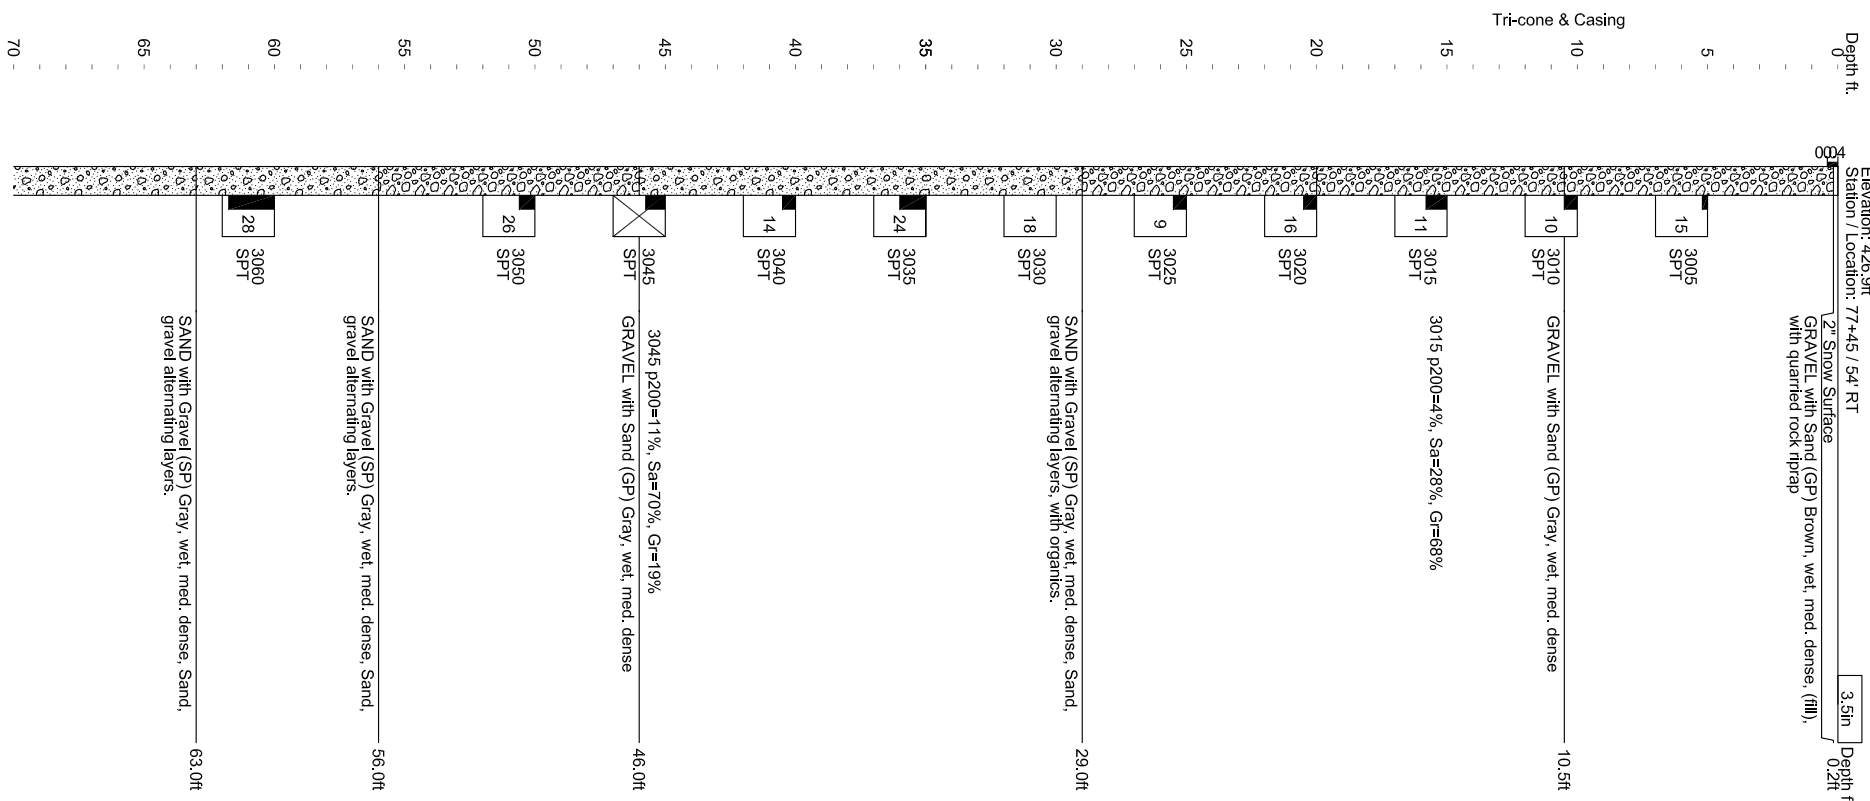 Tri-cone & Casing
Depth ft.
0
5
10
15
20
25
30
35
40
45
50
55
60
65
70
Elevation: 426.9ft
Station / Location: 77+45 / 54' RT
3.5in
2" Snow Surface
0.2ft
GRAVEL with Sand (GP) Brown, wet, med. dense, (fill),
with quarried rock riprap
15
3005
SPT
10
3010
SPT
GRAVEL with Sand (GP) Gray, wet, med. dense
10.5ft
11
3015
SPT
3015 p200=4%, Sa=28%, Gr=68%
16
3020
SPT
9
3025
SPT
SAND with Gravel (SP) Gray, wet, med. dense, Sand,
gravel alternating layers, with organics.
29.0ft
18
3030
SPT
24
3035
SPT
14
3040
SPT
3045
SPT
3045 p200=11%, Sa=70%, Gr=19%
GRAVEL with Sand (GP) Gray, wet, med. dense
46.0ft
26
3050
SPT
SAND with Gravel (SP) Gray, wet, med. dense, Sand,
gravel alternating layers.
56.0ft
28
3060
SPT
SAND with Gravel (SP) Gray, wet, med. dense, Sand,
gravel alternating layers.
63.0ft